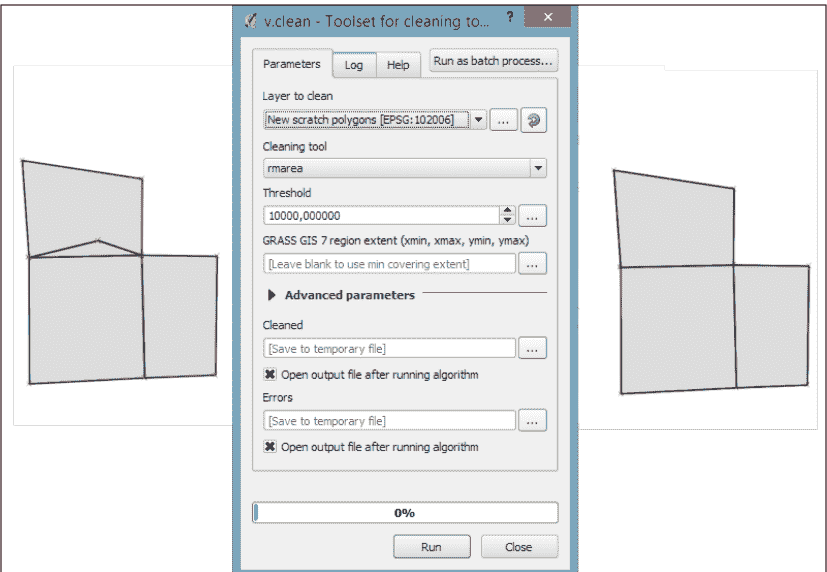 v.clean - Toolset for cleaning to... ?
Parameters
Log
Help
Run as batch process...
Layer to clean
New scratch polygons [EPSG:102006]
...
Cleaning tool
rmarea
Threshold
10000,000000
...
GRASS GIS 7 region extent (xmin, xmax, ymin, ymax)
[Leave blank to use min covering extent]
...
Advanced parameters
Cleaned
[Save to temporary file]
...
Open output file after running algorithm
Errors
[Save to temporary file]
...
Open output file after running algorithm
0%
Run
Close